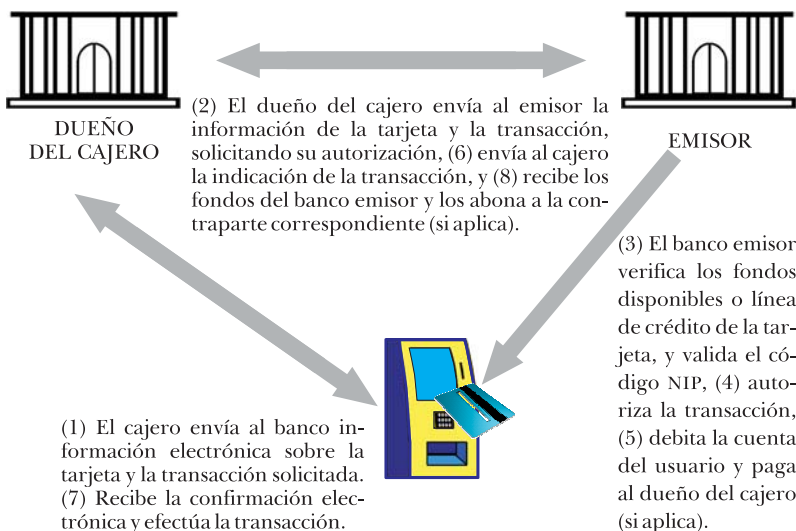 DUEÑO
DEL CAJERO
(2) El dueño del cajero envía al emisor la
información de la tarjeta y la transacción,
solicitando su autorización, (6) envía al cajero
la indicación de la transacción, y (8) recibe los
fondos del banco emisor y los abona a la con-
traparte correspondiente (si aplica).
EMISOR
(3) El banco emisor
verifica los fondos
disponibles o línea
de crédito de la tar-
jeta, y valida el có-
digo NIP, (4) auto-
riza la transacción,
(5) debita la cuenta
del usuario y paga
al dueño del cajero
(si aplica).
(1) El cajero envía al banco in-
formación electrónica sobre la
tarjeta y la transacción solicitada.
(7) Recibe la confirmación elec-
trónica y efectúa la transacción.